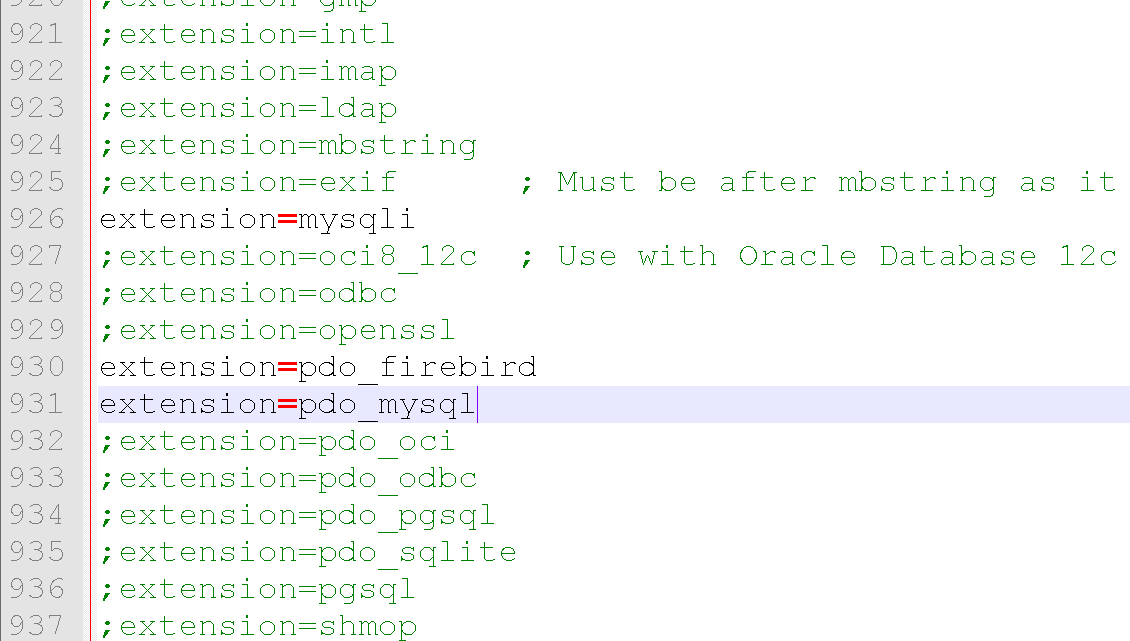 920 ;extension=gmp
921 ;extension=intl
922 ;extension=imap
923 ;extension=ldap
924 ;extension=mbstring
925 ;extension=exif      ; Must be after mbstring as it
926 extension=mysqli
927 ;extension=oci8_12c  ; Use with Oracle Database 12c
928 ;extension=odbc
929 ;extension=openssl
930 extension=pdo_firebird
931 extension=pdo_mysql
932 ;extension=pdo_oci
933 ;extension=pdo_odbc
934 ;extension=pdo_pgsql
935 ;extension=pdo_sqlite
936 ;extension=pgsql
937 ;extension=shmop